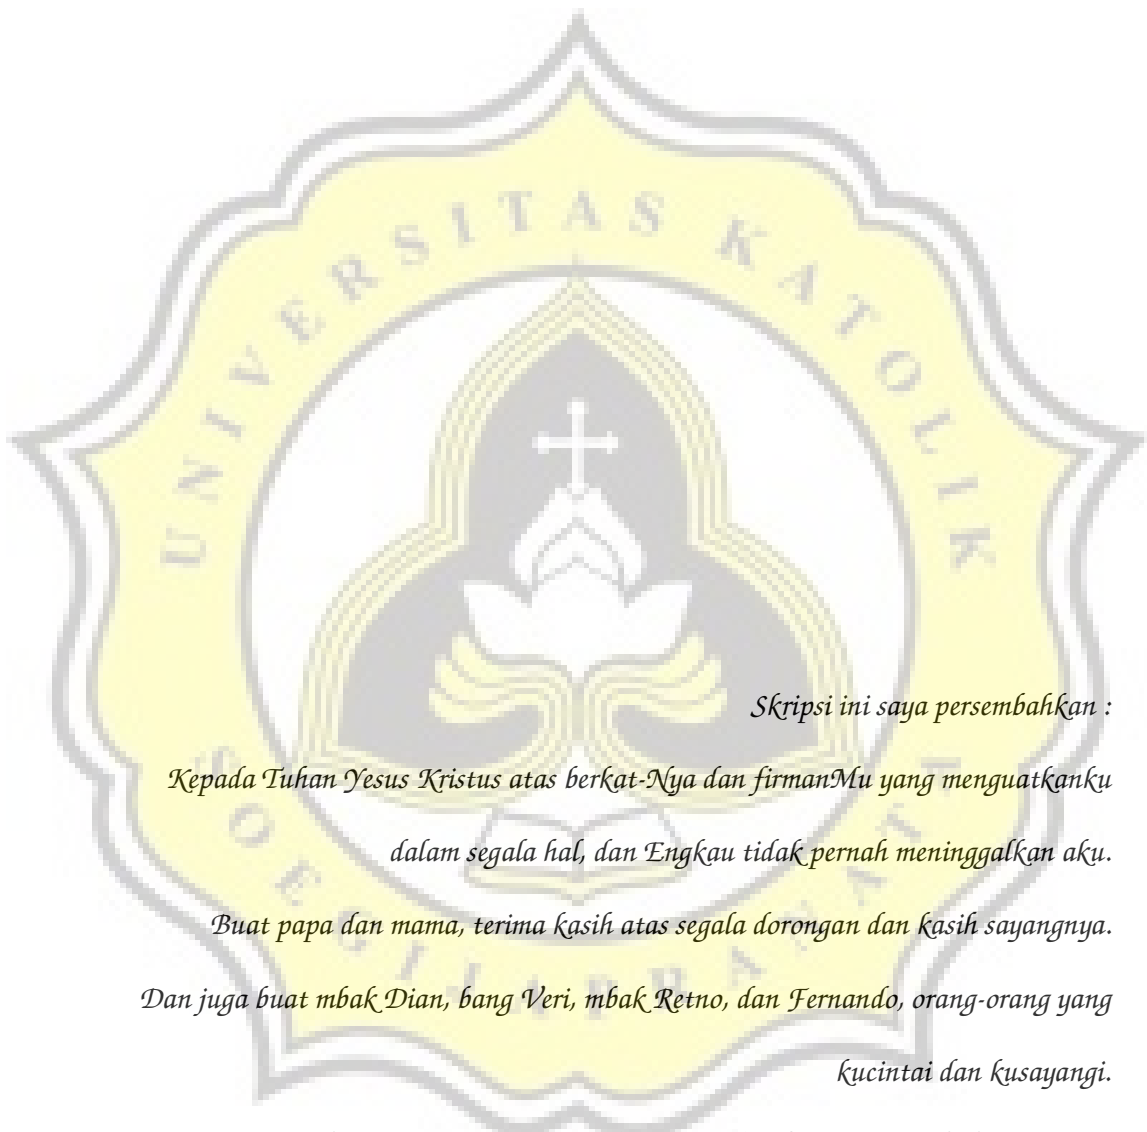 UNIVERSITAS KATOLIK
SOEGIJAPRANATA
Skripsi ini saya persembahkan :
Kepada Tuhan Yesus Kristus atas berkat-Nya dan firmanMu yang menguatkanku
dalam segala hal, dan Engkau tidak pernah meninggalkan aku.
Buat papa dan mama, terima kasih atas segala dorongan dan kasih sayangnya.
Dan juga buat mbak Dian, bang Veri, mbak Retno, dan Fernando, orang-orang yang
kucintai dan kusayangi.